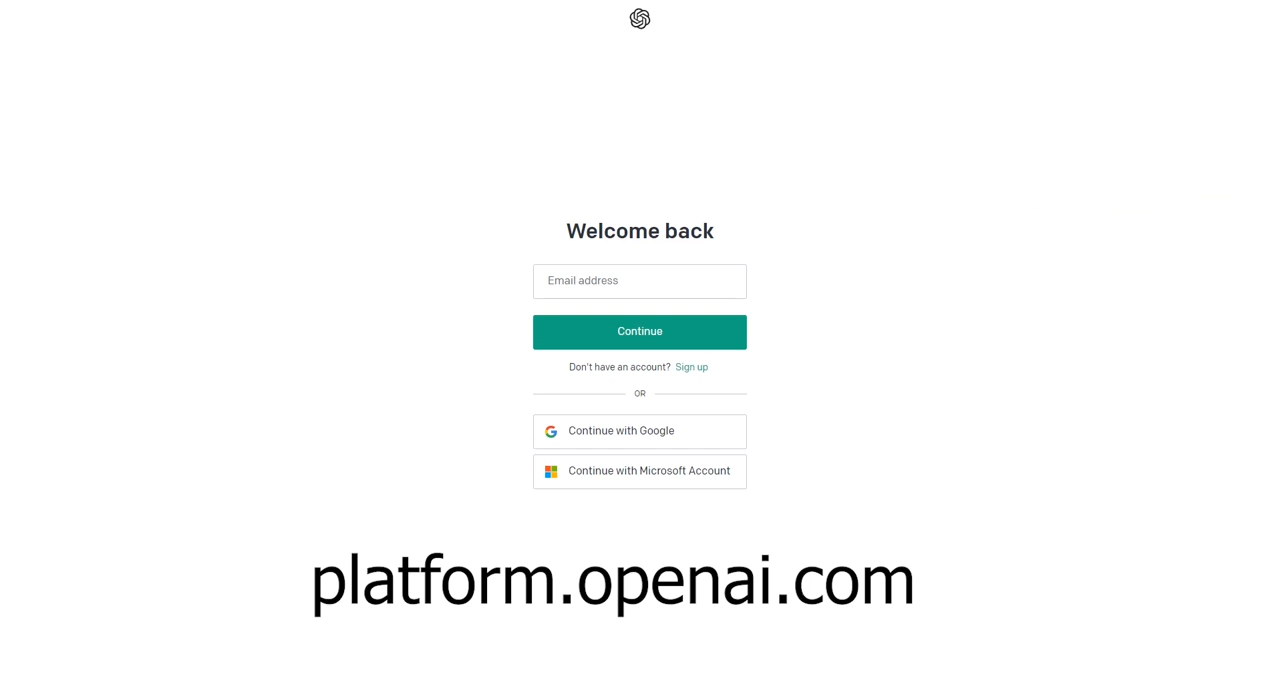 Welcome back
Email address
Continue
Don't have an account? Sign up
OR
Continue with Google
Continue with Microsoft Account
platform.openai.com